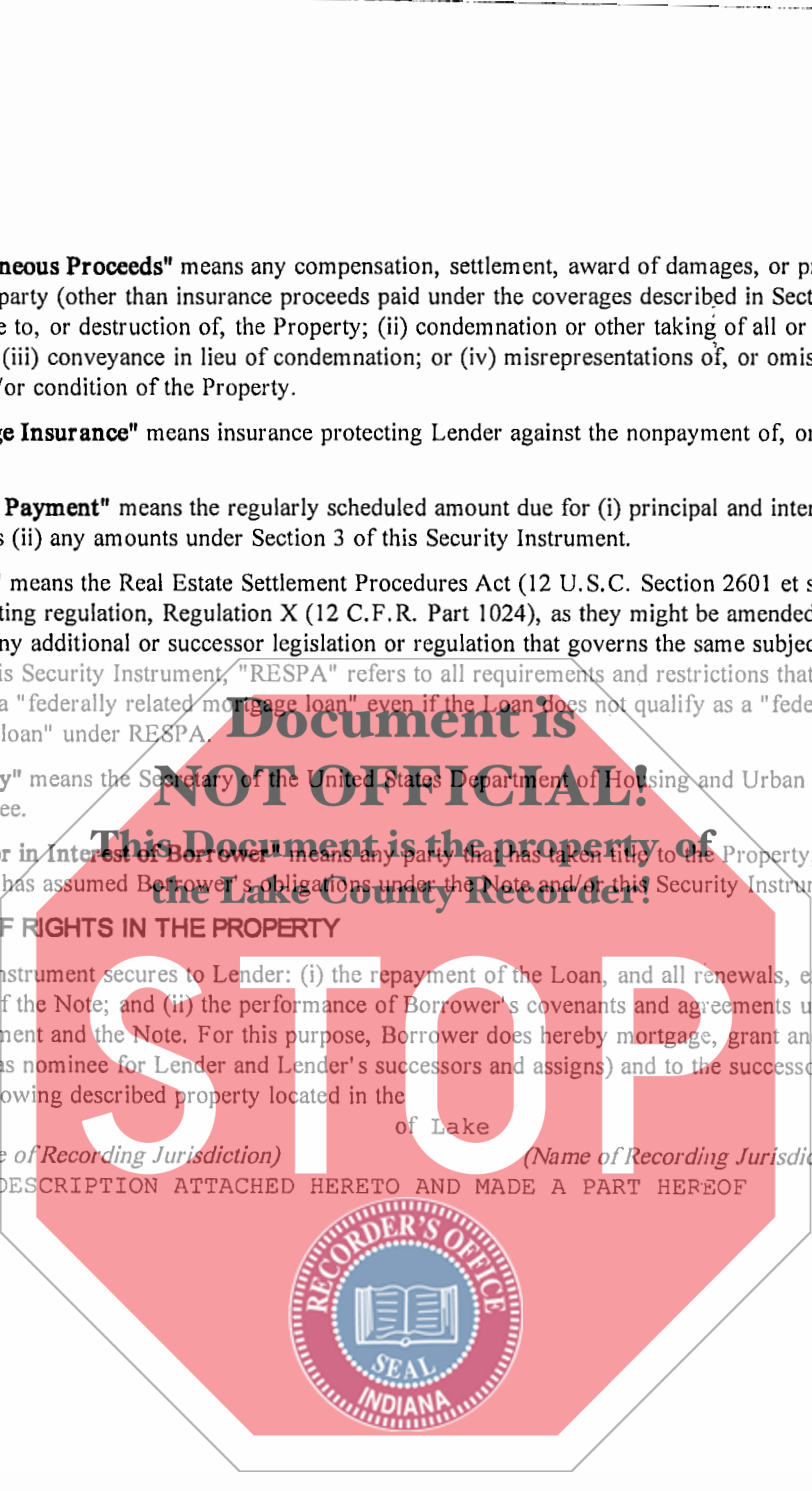 neous Proceeds" means any compensation, settlement, award of damages, or p
party (other than insurance proceeds paid under the coverages described in Sect
e to, or destruction of, the Property; (ii) condemnation or other taking of all or
(iii) conveyance in lieu of condemnation; or (iv) misrepresentations of, or omis
/or condition of the Property.
ge Insurance" means insurance protecting Lender against the nonpayment of, or
Payment" means the regularly scheduled amount due for (i) principal and inter
s (ii) any amounts under Section 3 of this Security Instrument.
" means the Real Estate Settlement Procedures Act (12 U.S.C. Section 2601 et s
ting regulation, Regulation X (12 C.F.R. Part 1024), as they might be amended
ny additional or successor legislation or regulation that governs the same subjec
is Security Instrument, "RESPA" refers to all requirements and restrictions that
a "federally related mortgage loan" even if the Loan does not qualify as a "fede
loan" under RESPA.
Document is
y" means the Secretary of the United States Department of Housing and Urban
NOT OFFICIAL!
ee.
This Document is the property of
r in Interest of Borrower" means any party that has taken title to the Property,
the Lake County Recorder!
has assumed Borrower's obligations under the Note and/or this Security Instrum
F RIGHTS IN THE PROPERTY
nstrument secures to Lender: (i) the repayment of the Loan, and all renewals, e
f the Note; and (ii) the performance of Borrower's covenants and agreements u
ment and the Note. For this purpose, Borrower does hereby mortgage, grant an
as nominee for Lender and Lender's successors and assigns) and to the successo
owing described property located in the
STOP
of Lake
e of Recording Jurisdiction) (Name of Recording Jurisdic
DESCRIPTION ATTACHED HERETO AND MADE A PART HEREOF
RECORDER'S OFFICE
SEAL
INDIANA